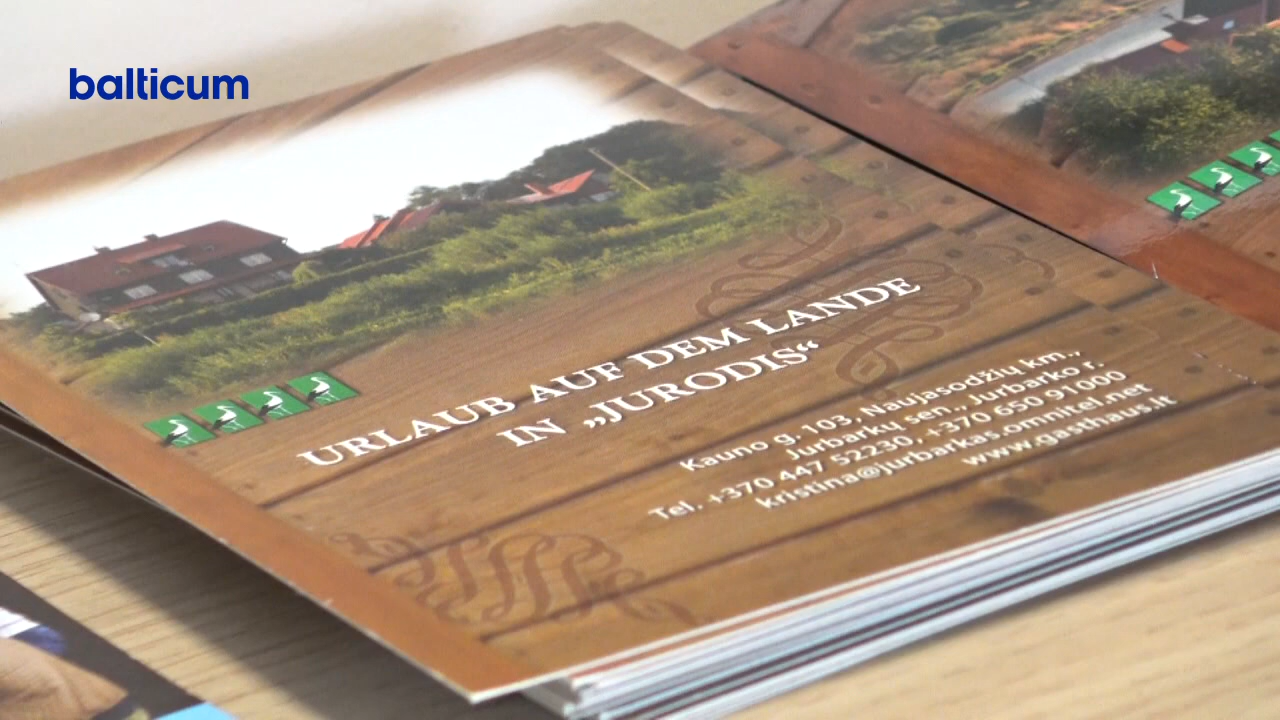 balticum
URLAUB AUF DEM LANDE
IN „JURODIS“
Kauno g. 103, Naujasodžių km.,
Jurbarkų sen., Jurbarko r.
Tel. +370 447 52230, +370 650 91000
kristina@jurbarkas.omnitel.net
www.gasthaus.lt